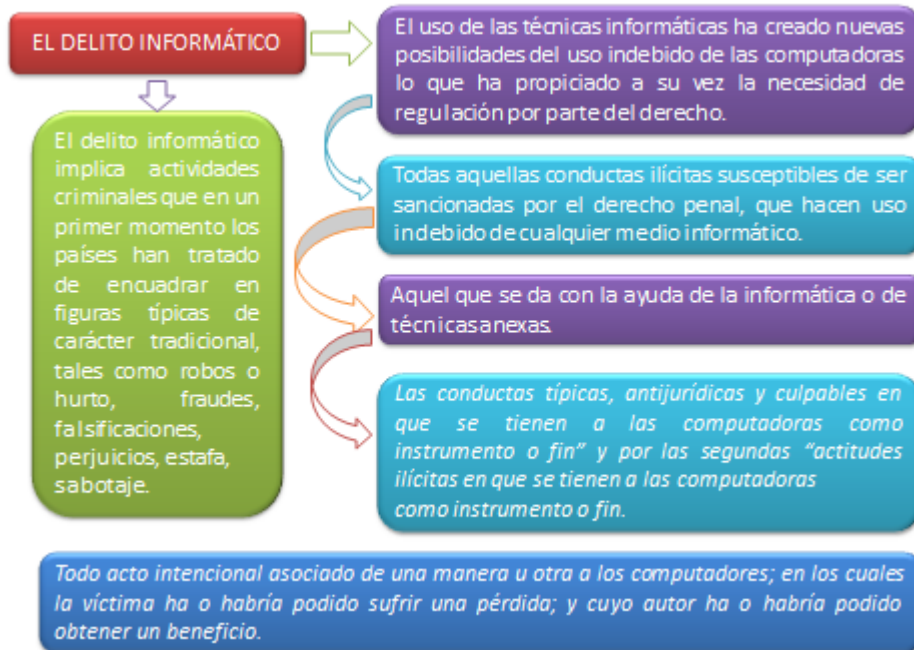 EL DELITO INFORMÁTICO
El uso de las técnicas informáticas ha creado nuevas
posibilidades del uso indebido de las computadoras
lo que ha propiciado a su vez la necesidad de
regulación por parte del derecho.
El delito informático
implica actividades
criminales que en un
primer momento los
países han tratado
de encuadrar en
figuras típicas de
carácter tradicional,
tales como robos o
hurto, fraudes,
falsificaciones,
perjuicios, estafa,
sabotaje.
Todas aquellas conductas ilícitas susceptibles de ser
sancionadas por el derecho penal, que hacen uso
indebido de cualquier medio informático.
Aquel que se da con la ayuda de la informática o de
técnicas anexas.
Las conductas típicas, antijurídicas y culpables en
que se tienen a las computadoras como
instrumento o fin” y por las segundas “actitudes
ilícitas en que se tienen a las computadoras
como instrumento o fin.
Todo acto intencional asociado de una manera u otra a los computadores; en los cuales
la víctima ha o habría podido sufrir una pérdida; y cuyo autor ha o habría podido
obtener un beneficio.